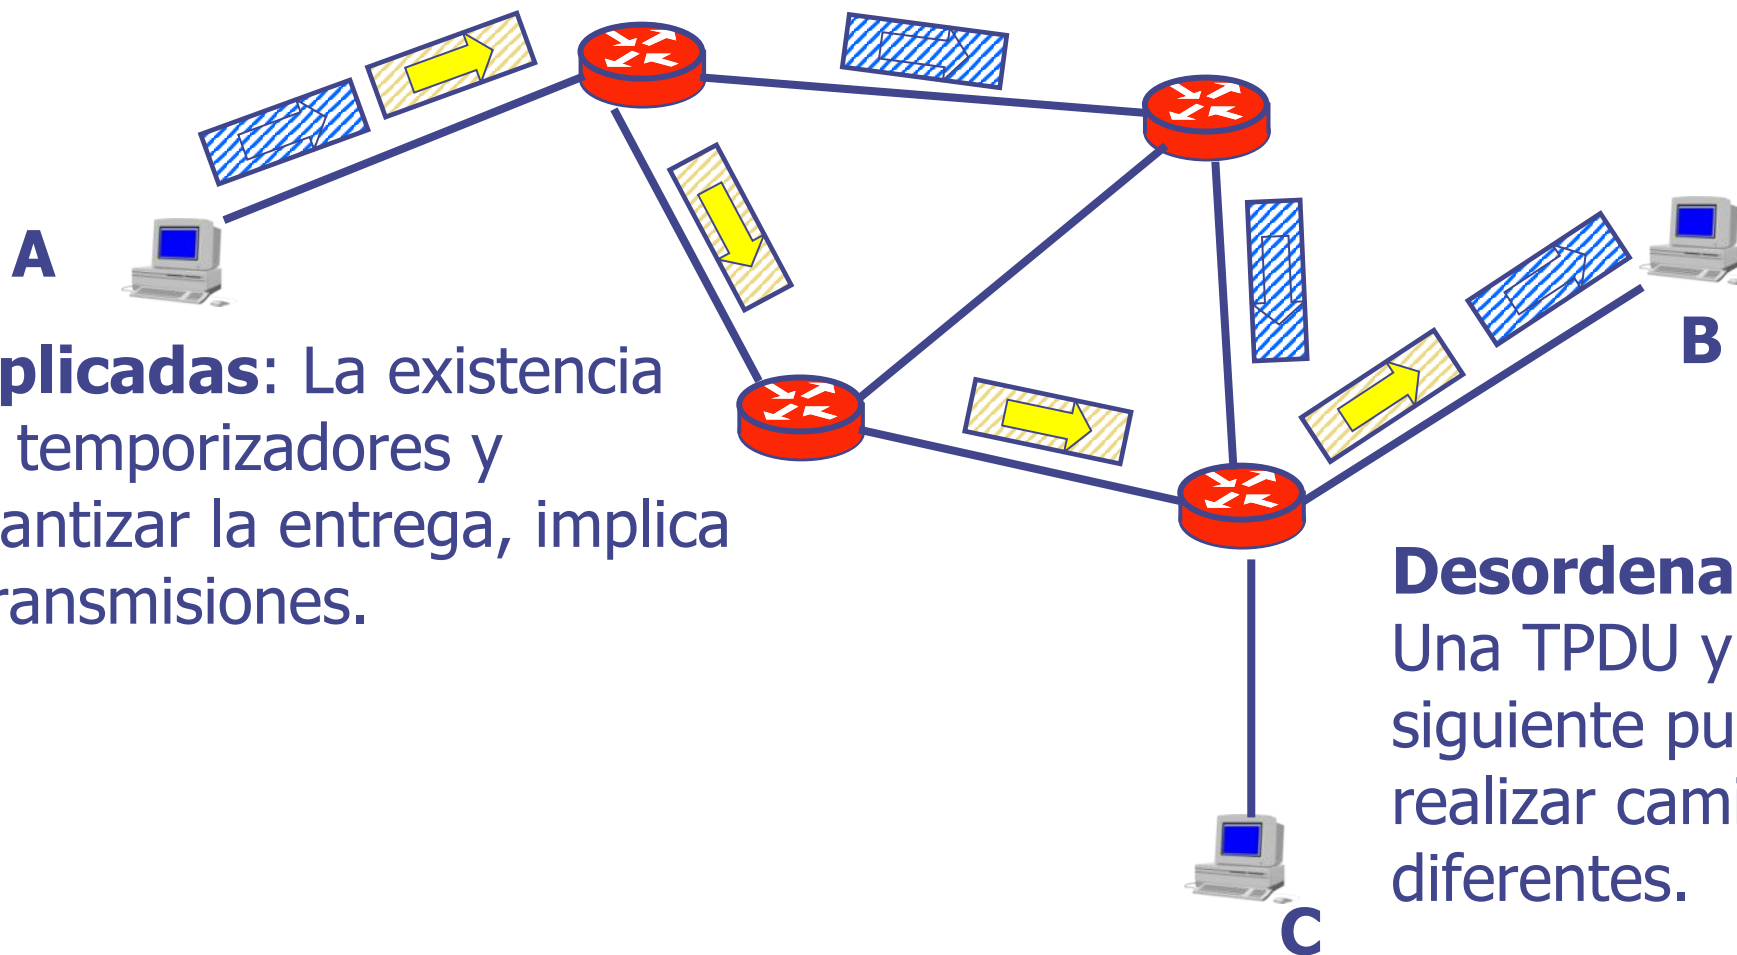 A
B
plicadas: La existencia
temporizadores y
antizar la entrega, implica
ransmisiones.
Desordena
Una TPDU y
siguiente pu
realizar cami
diferentes.
C